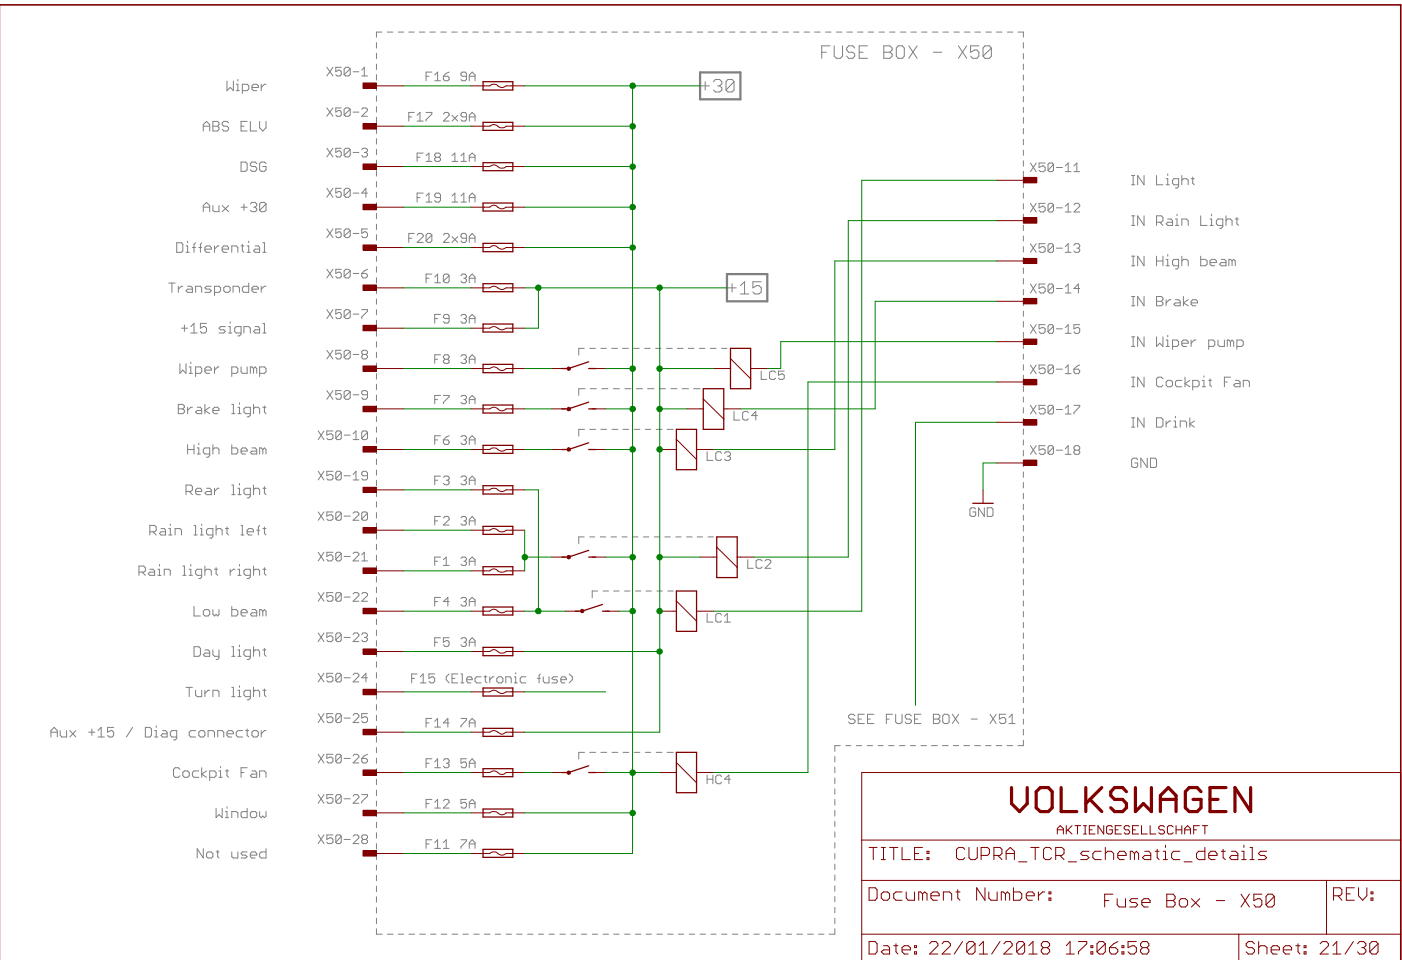 FUSE BOX - X50
Wiper X50-1 F16 9A +30
ABS ELV X50-2 F17 2x9A
DSG X50-3 F18 11A
Aux +30 X50-4 F19 11A
Differential X50-5 F20 2x9A
Transponder X50-6 F10 3A +15
+15 signal X50-7 F9 3A
Wiper pump X50-8 F8 3A LC5
Brake light X50-9 F7 3A LC4
High beam X50-10 F6 3A LC3
Rear light X50-19 F3 3A
Rain light left X50-20 F2 3A
Rain light right X50-21 F1 3A LC2
Low beam X50-22 F4 3A LC1
Day light X50-23 F5 3A
Turn light X50-24 F15 (Electronic fuse)
Aux +15 / Diag connector X50-25 F14 7A
Cockpit Fan X50-26 F13 5A HC4
Window X50-27 F12 5A
Not used X50-28 F11 7A
X50-11 IN Light
X50-12 IN Rain Light
X50-13 IN High beam
X50-14 IN Brake
X50-15 IN Wiper pump
X50-16 IN Cockpit Fan
X50-17 IN Drink
X50-18 GND
GND
SEE FUSE BOX - X51
VOLKSWAGEN
AKTIENGESELLSCHAFT
TITLE: CUPRA_TCR_schematic_details
Document Number: Fuse Box - X50 REV:
Date: 22/01/2018 17:06:58 Sheet: 21/30